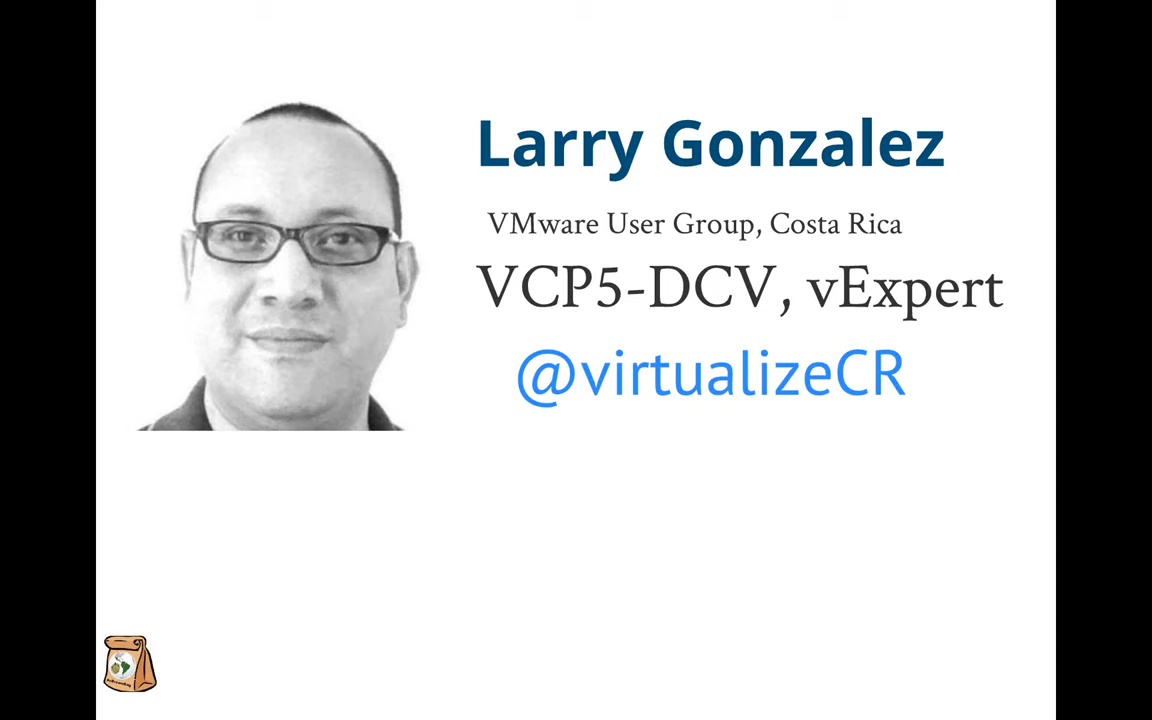 Larry Gonzalez
VMware User Group, Costa Rica
VCP5-DCV, vExpert
@virtualizeCR